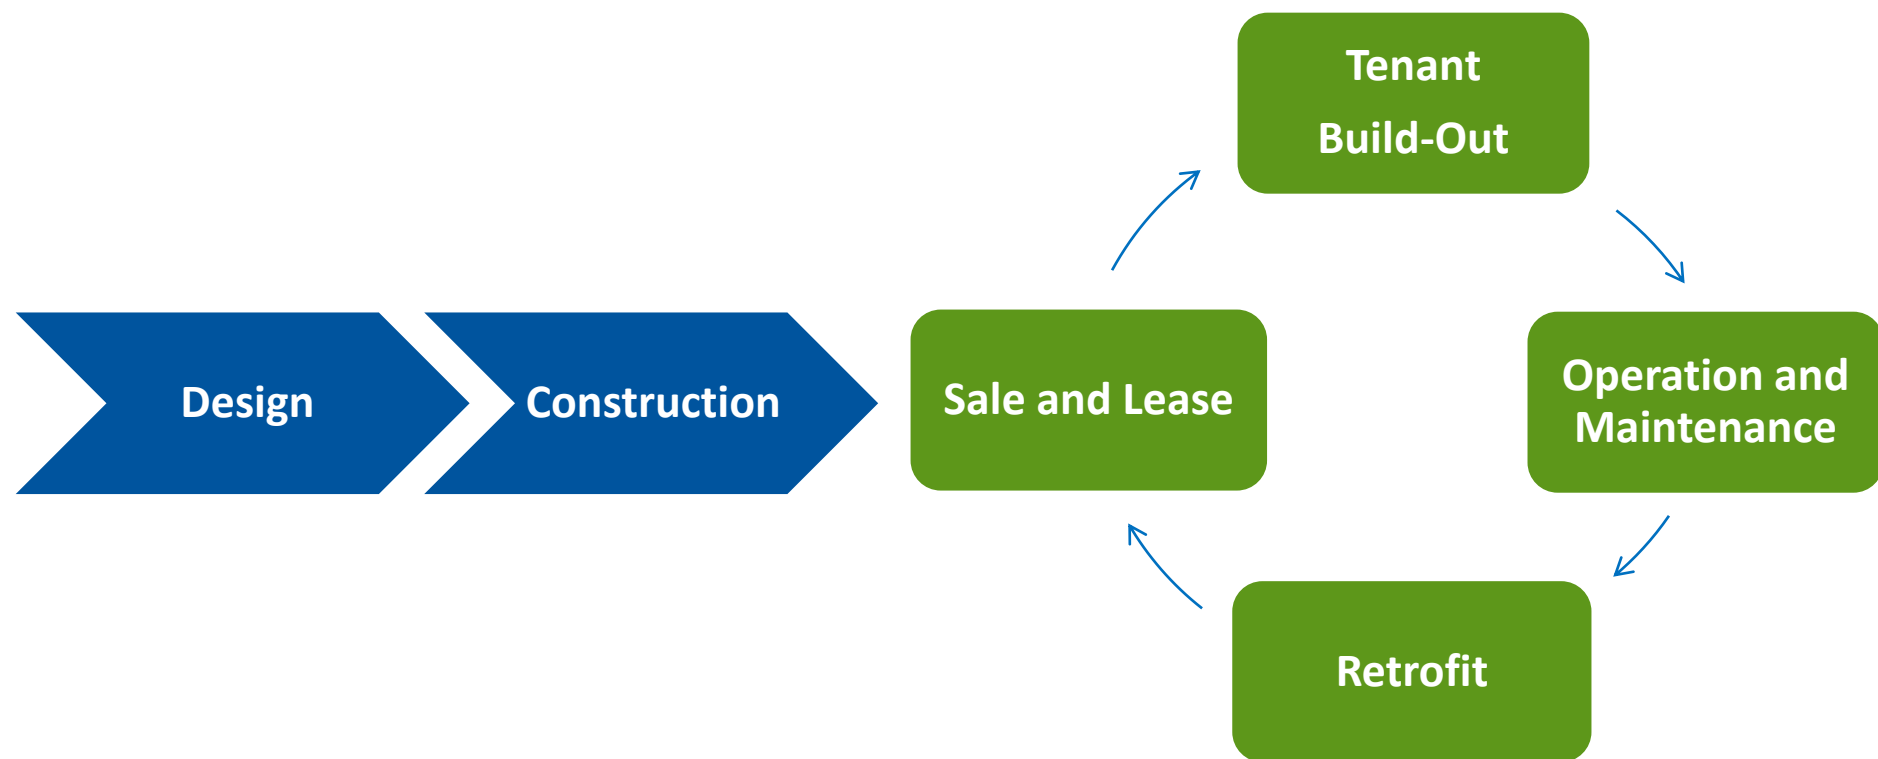 Design
Construction
Sale and Lease
Tenant
Build-Out
Operation and
Maintenance
Retrofit